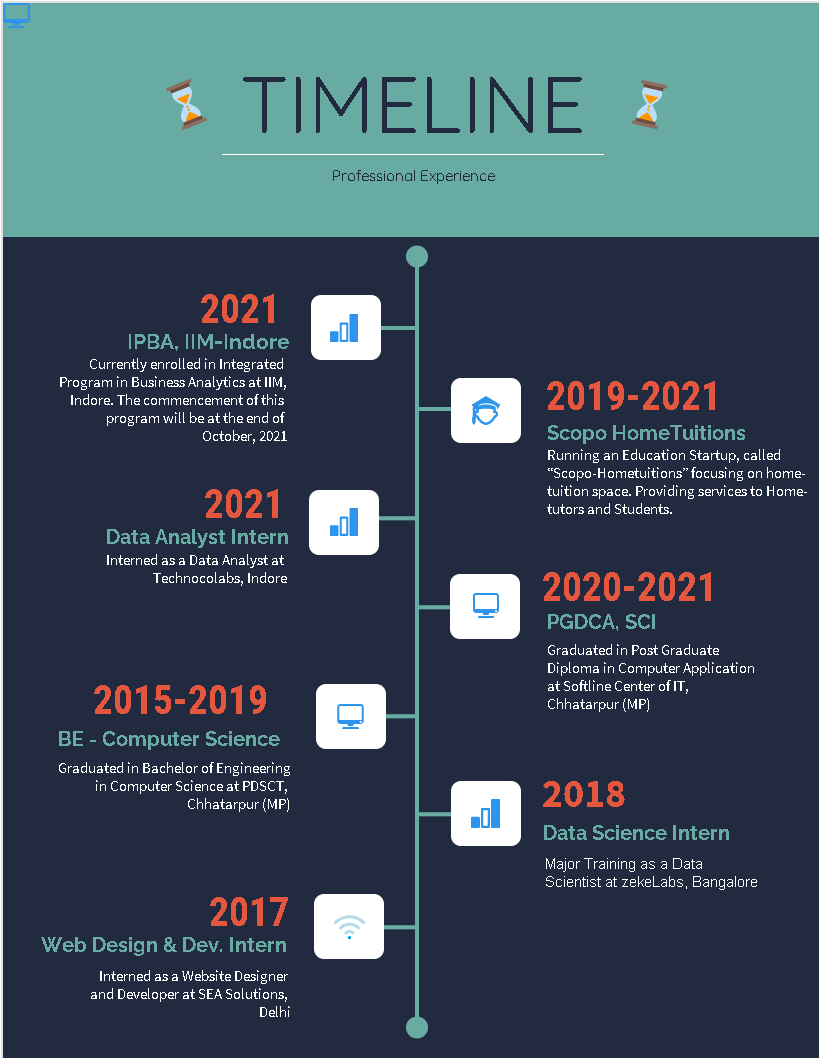 TIMELINE
Professional Experience
2021
IPBA, IIM-Indore
Currently enrolled in Integrated
Program in Business Analytics at IIM,
Indore. The commencement of this
program will be at the end of
October, 2021
2019-2021
Scopo HomeTuitions
Running an Education Startup, called
“Scopo-Hometuitions” focusing on home-
tuition space. Providing services to Home-
tutors and Students.
2021
Data Analyst Intern
Interned as a Data Analyst at
Technocolabs, Indore
2020-2021
PGDCA, SCI
Graduated in Post Graduate
Diploma in Computer Application
at Softline Center of IT,
Chhatarpur (MP)
2015-2019
BE - Computer Science
Graduated in Bachelor of Engineering
in Computer Science at PDSCT,
Chhatarpur (MP)
2018
Data Science Intern
Major Training as a Data
Scientist at zekeLabs, Bangalore
2017
Web Design & Dev. Intern
Interned as a Website Designer
and Developer at SEA Solutions,
Delhi